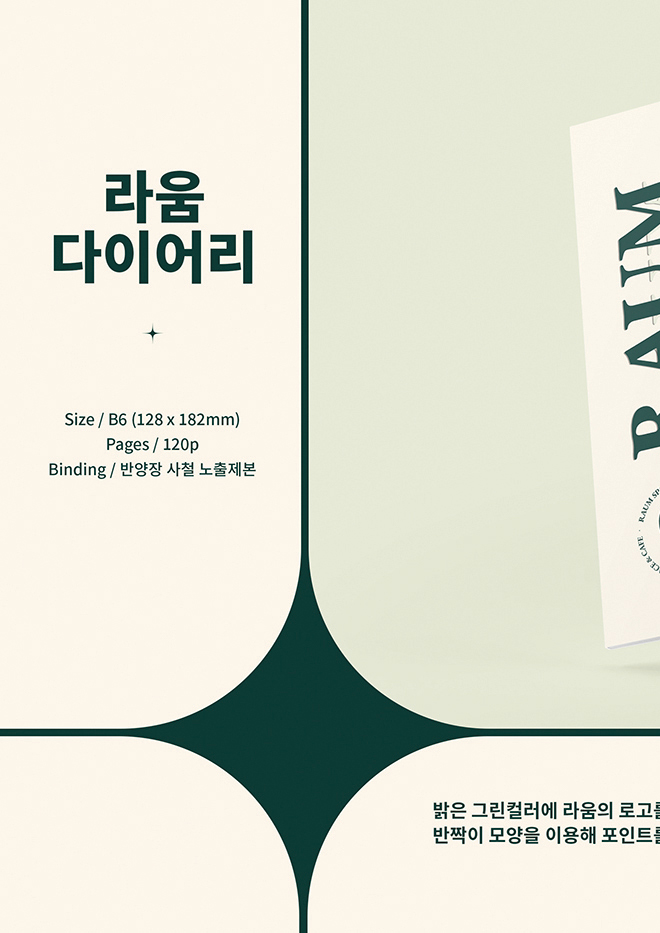 라움
다이어리
Size / B6 (128 x 182mm)
Pages / 120p
Binding / 반양장 사철 노출제본
RAUM
밝은 그린컬러에 라움의 로고를
반짝이 모양을 이용해 포인트를